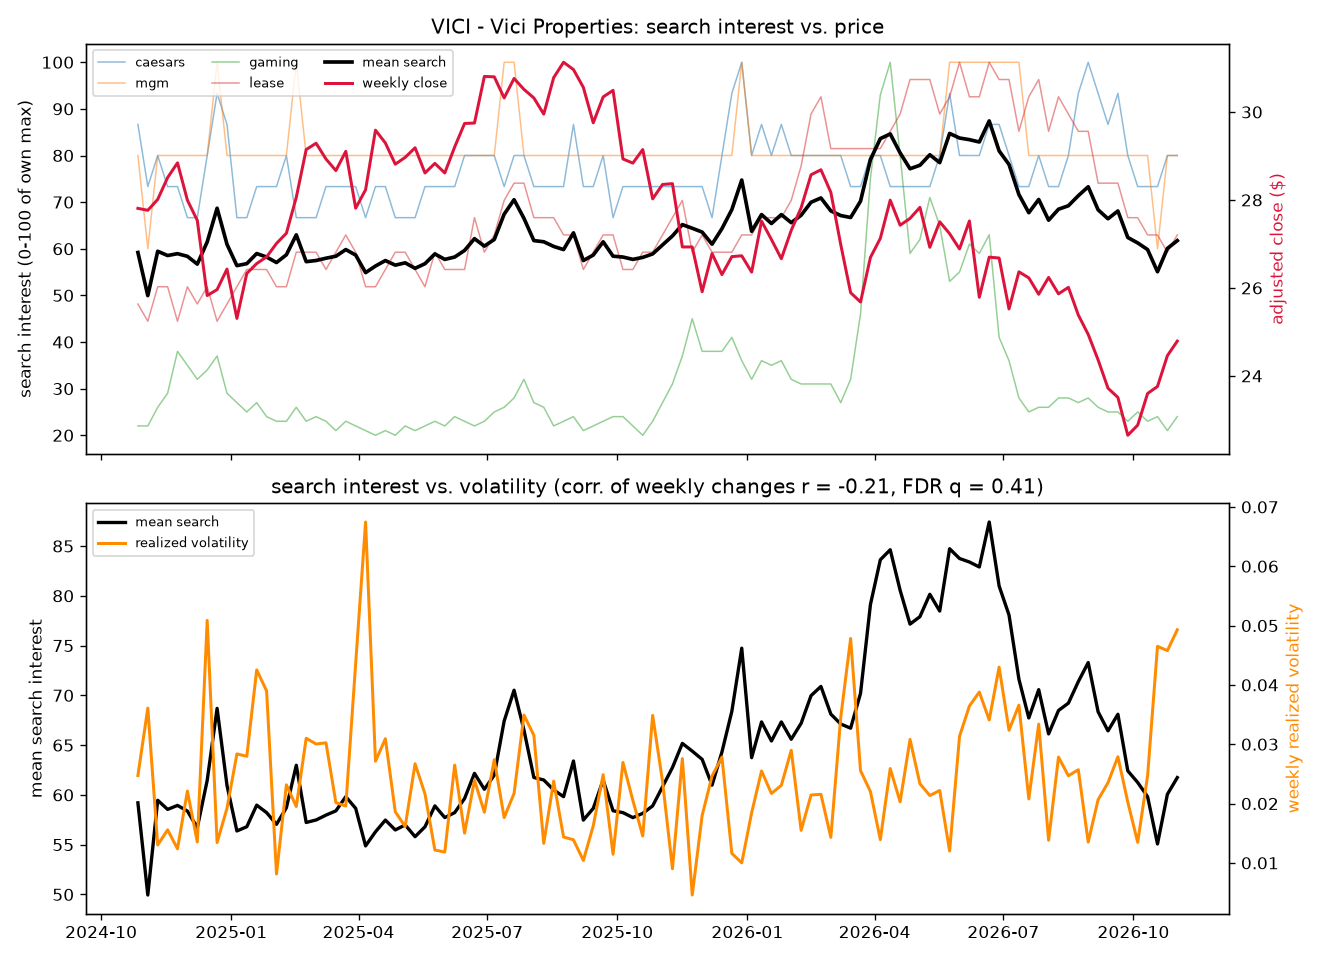 VICI - Vici Properties: search interest vs. price
caesars
mgm
gaming
lease
mean search
weekly close
search interest (0-100 of own max)
100
90
80
70
60
50
40
30
20
adjusted close ($)
30
28
26
24
search interest vs. volatility (corr. of weekly changes r = -0.21, FDR q = 0.41)
mean search
realized volatility
mean search interest
85
80
75
70
65
60
55
50
weekly realized volatility
0.07
0.06
0.05
0.04
0.03
0.02
0.01
2024-10
2025-01
2025-04
2025-07
2025-10
2026-01
2026-04
2026-07
2026-10